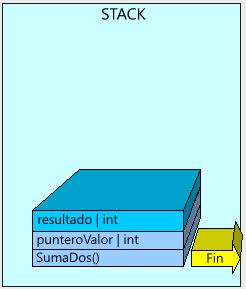 STACK
resultado | int
punteroValor | int
SumaDos()
Fin